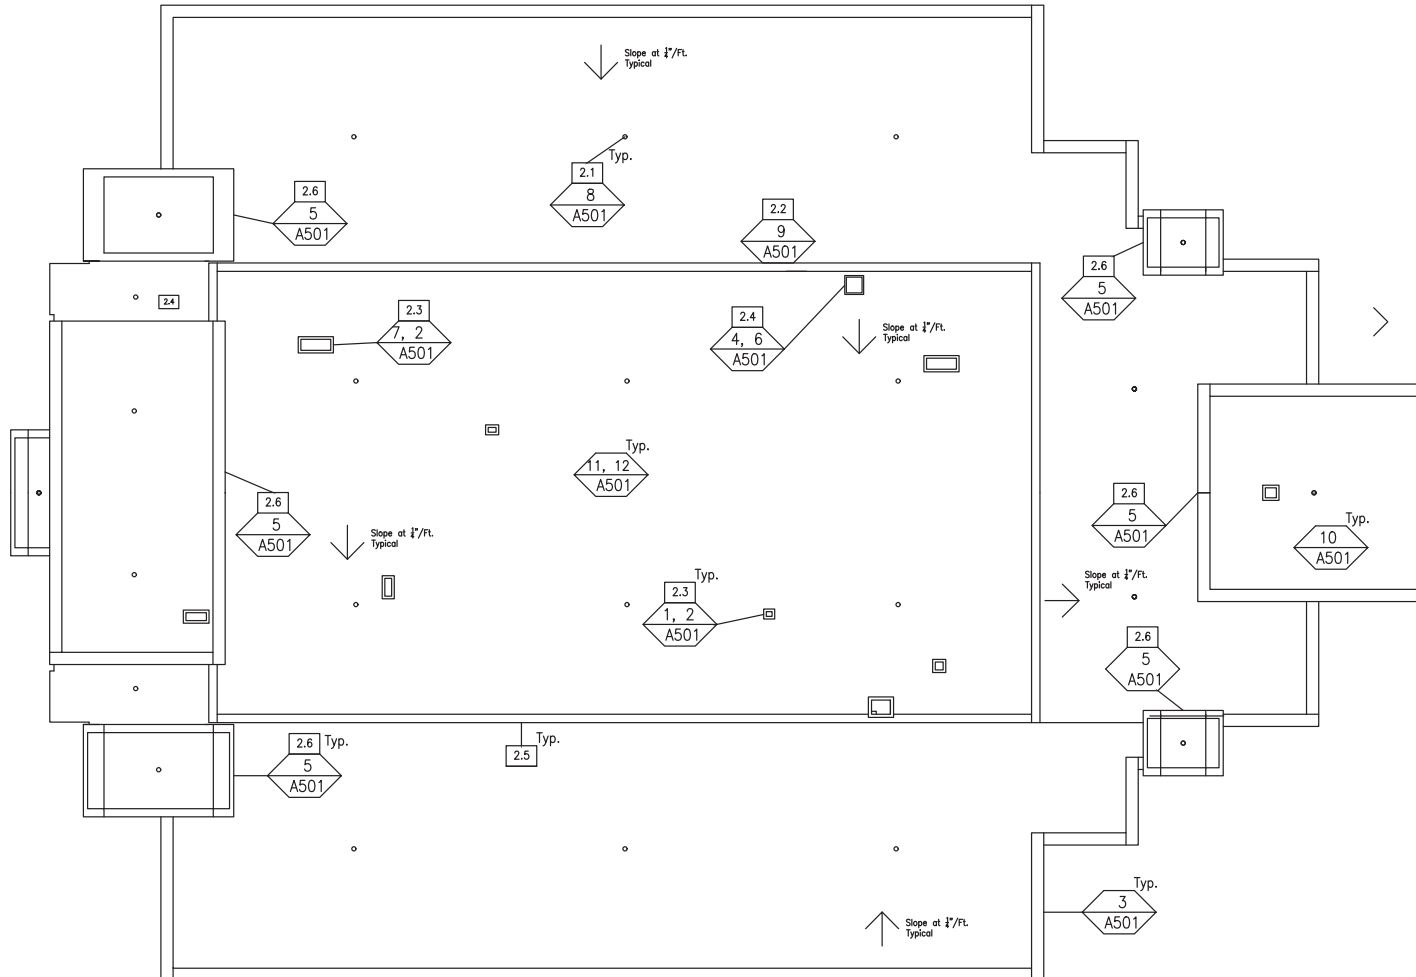 Slope at ¼"/Ft.
Typical
Typ.
2.1
8
A501
2.6
5
A501
2.2
9
A501
2.6
5
A501
2.4
2.3
7, 2
A501
2.4
4, 6
A501
Slope at ¼"/Ft.
Typical
Typ.
11, 12
A501
2.6
5
A501
2.6
5
A501
Typ.
10
A501
Slope at ¼"/Ft.
Typical
Typ.
2.3
1, 2
A501
Slope at ¼"/Ft.
Typical
2.6
5
A501
2.6 Typ.
5
A501
Typ.
2.5
Typ.
3
A501
Slope at ¼"/Ft.
Typical